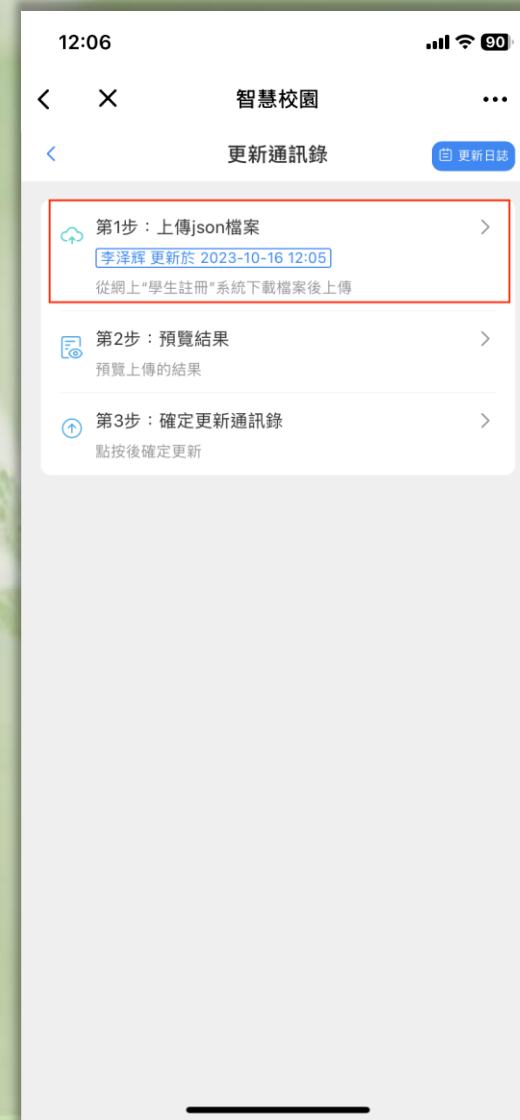 12:06
90
智慧校園
更新通訊錄
更新日誌
第1步：上傳json檔案
李泽辉 更新於 2023-10-16 12:05
從網上“學生註冊”系統下載檔案後上傳
第2步：預覽結果
預覽上傳的結果
第3步：確定更新通訊錄
點按後確定更新